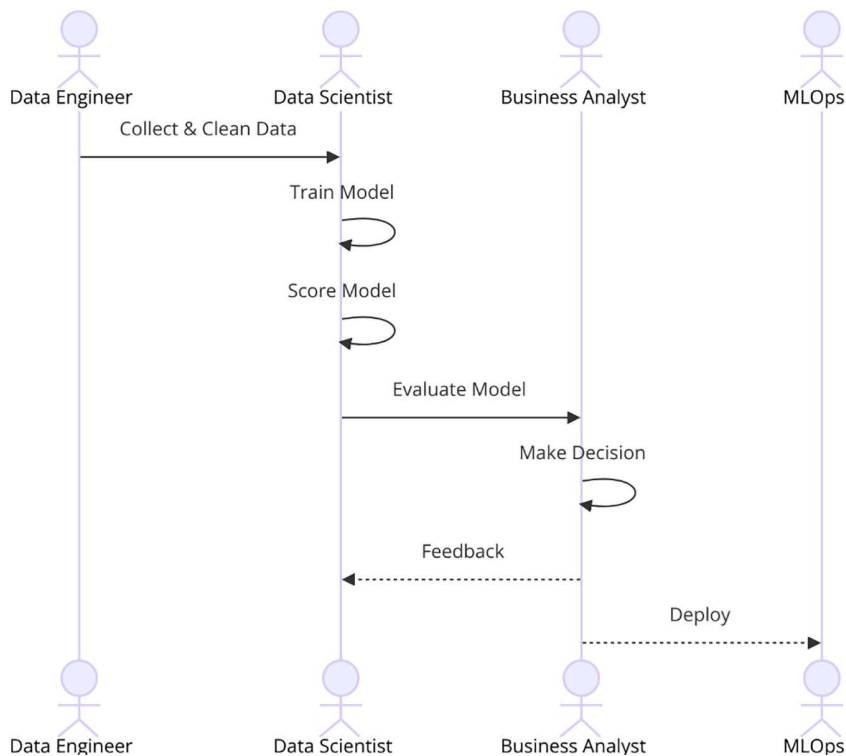 Data Engineer
Data Scientist
Business Analyst
MLOps
Collect & Clean Data
Train Model
Score Model
Evaluate Model
Make Decision
Feedback
Deploy
Data Engineer
Data Scientist
Business Analyst
MLOps